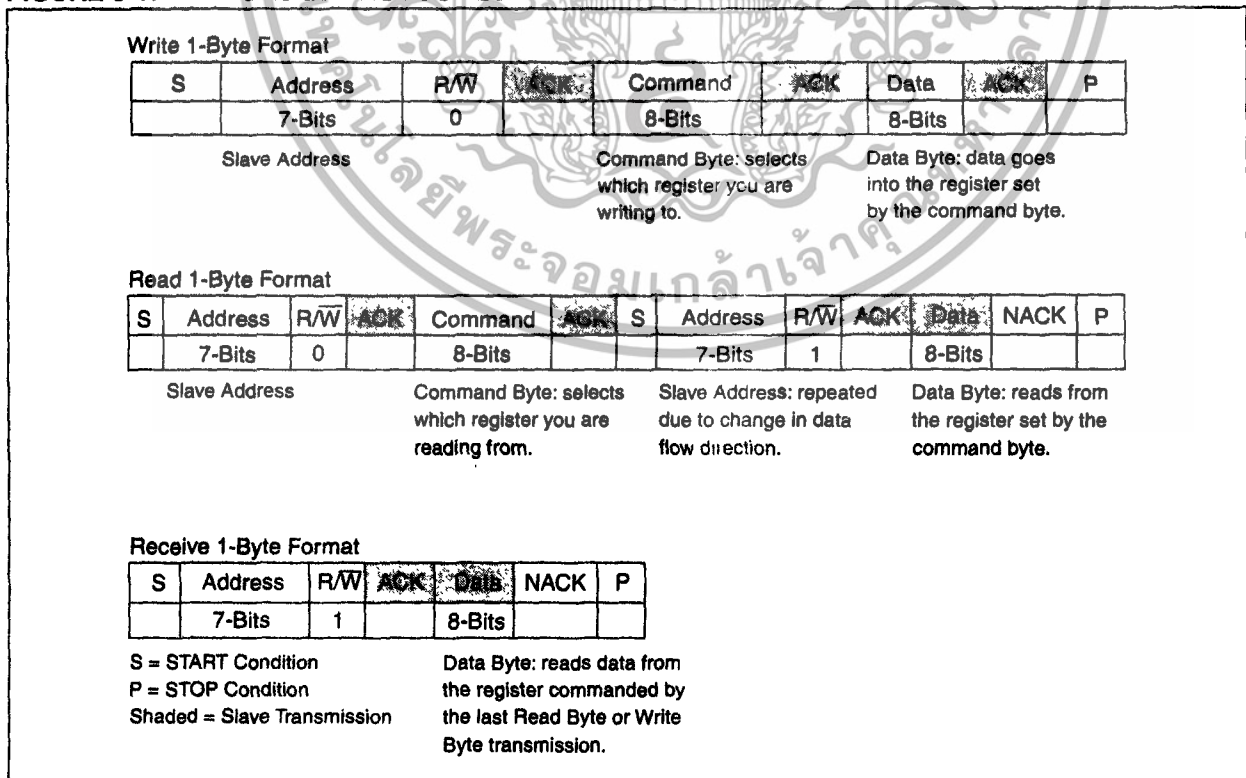 Write 1-Byte Format
S Address R/W ACK Command ACK Data ACK P
7-Bits 0 8-Bits 8-Bits
Slave Address
Command Byte: selects
which register you are
writing to.
Data Byte: data goes
into the register set
by the command byte.
Read 1-Byte Format
S Address R/W ACK Command ACK S Address R/W ACK Data NACK P
7-Bits 0 8-Bits 7-Bits 1 8-Bits
Slave Address
Command Byte: selects
which register you are
reading from.
Slave Address: repeated
due to change in data
flow direction.
Data Byte: reads from
the register set by the
command byte.
Receive 1-Byte Format
S Address R/W ACK Data NACK P
7-Bits 1 8-Bits
S = START Condition
P = STOP Condition
Shaded = Slave Transmission
Data Byte: reads data from
the register commanded by
the last Read Byte or Write
Byte transmission.